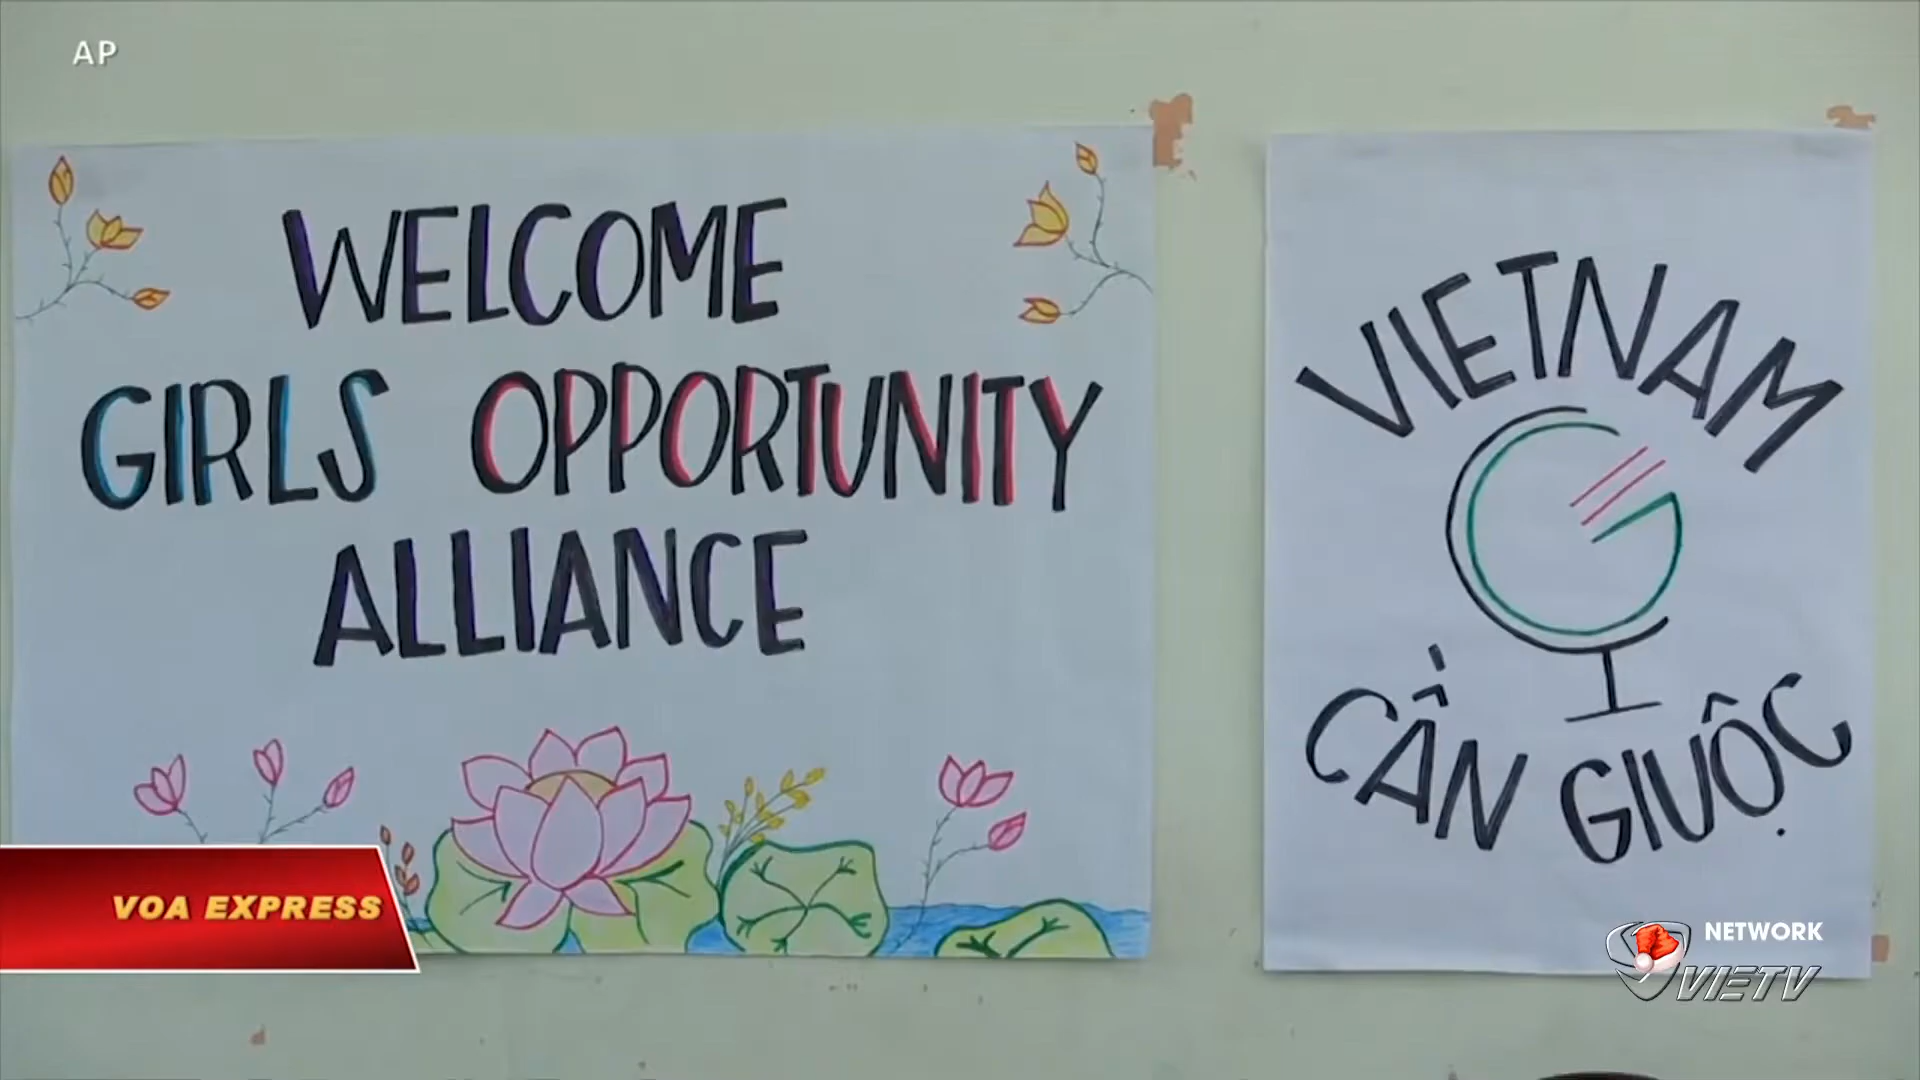 AP
WELCOME
GIRLS OPPORTUNITY
ALLIANCE
VIETNAM
G
CẦN GIUỘC
VOA EXPRESS
NETWORK
VIETV